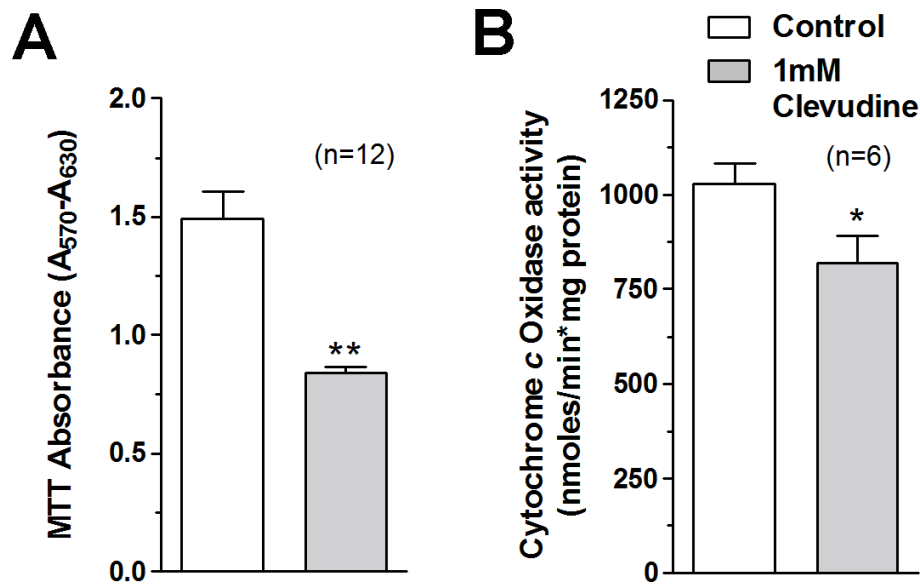 A
MTT Absorbance (A570-A630)
2.0
1.5
1.0
0.5
0.0
(n=12)
**
B
Control
1mM
Clevudine
Cytochrome c Oxidase activity
(nmoles/min*mg protein)
1250
1000
750
500
250
0
(n=6)
*